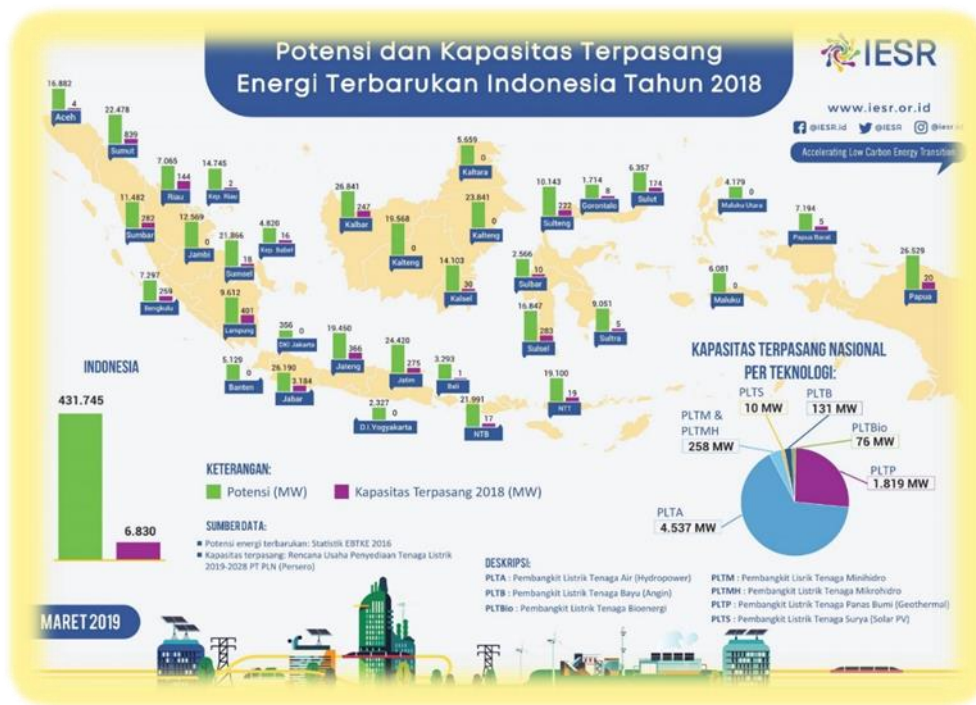 Potensi dan Kapasitas Terpasang
Energi Terbarukan Indonesia Tahun 2018
IESR
www.iesr.or.id
@IESR.id @IESR @iesr.id
Accelerating Low Carbon Energy Transition
16.882
4
Aceh
22.478
839
Sumut
7.065
144
Riau
14.745
2
Kep. Riau
11.482
282
Sumbar
12.569
0
Jambi
4.820
16
Kep. Babel
21.866
18
Sumsel
7.297
259
Bengkulu
9.612
401
Lampung
26.841
247
Kalbar
5.659
0
Kaltara
19.568
0
Kalteng
23.841
0
Kalteng
14.103
30
Kalsel
10.143
222
Sulteng
1.714
8
Gorontalo
6.357
174
Sulut
2.566
10
Sulbar
16.847
283
Sulsel
9.051
5
Sultra
4.179
0
Maluku Utara
7.194
5
Papua Barat
6.081
0
Maluku
26.529
20
Papua
356
0
DKI Jakarta
5.129
0
Banten
26.190
3.184
Jabar
19.450
366
Jateng
2.327
0
D.I. Yogyakarta
24.420
275
Jatim
3.293
1
Bali
21.991
17
NTB
19.100
19
NTT
INDONESIA
431.745
6.830
KETERANGAN:
Potensi (MW) Kapasitas Terpasang 2018 (MW)
SUMBER DATA:
Potensi energi terbarukan: Statistik EBTKE 2016
Kapasitas terpasang: Rencana Usaha Penyediaan Tenaga Listrik
2019-2028 PT PLN (Persero)
KAPASITAS TERPASANG NASIONAL
PER TEKNOLOGI:
PLTS
10 MW
PLTB
131 MW
PLTM &
PLTMH
258 MW
PLTBio
76 MW
PLTP
1.819 MW
PLTA
4.537 MW
DESKRIPSI:
PLTA : Pembangkit Listrik Tenaga Air (Hydropower)
PLTB : Pembangkit Listrik Tenaga Bayu (Angin)
PLTBio : Pembangkit Listrik Tenaga Bioenergi
PLTM : Pembangkit Lisrik Tenaga Minihidro
PLTMH : Pembangkit Listrik Tenaga Mikrohidro
PLTP : Pembangkit Listrik Tenaga Panas Bumi (Geothermal)
PLTS : Pembangkit Listrik Tenaga Surya (Solar PV)
MARET 2019